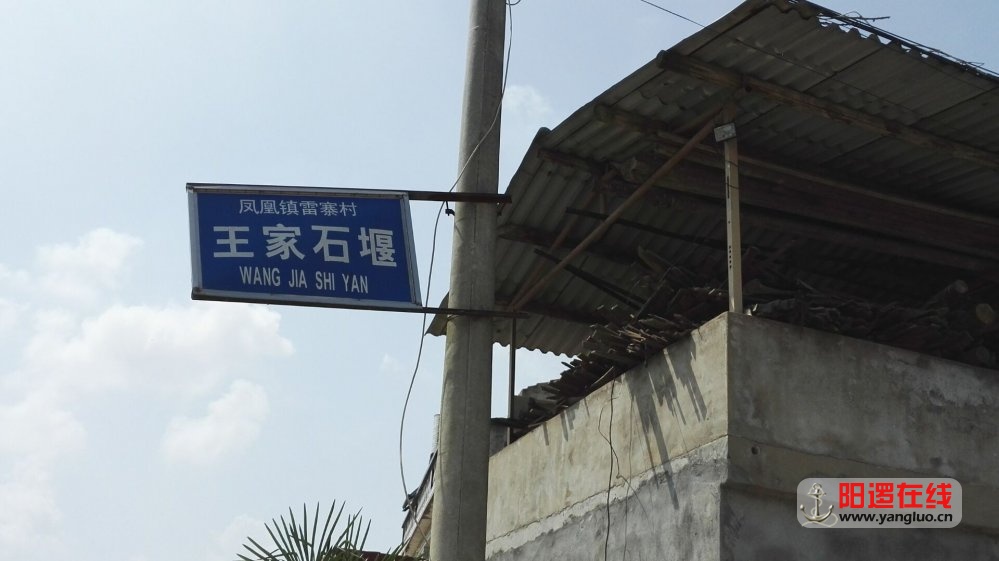 凤凰镇雷寨村
王家石堰
WANG JIA SHI YAN
阳逻在线
www.yangluo.cn